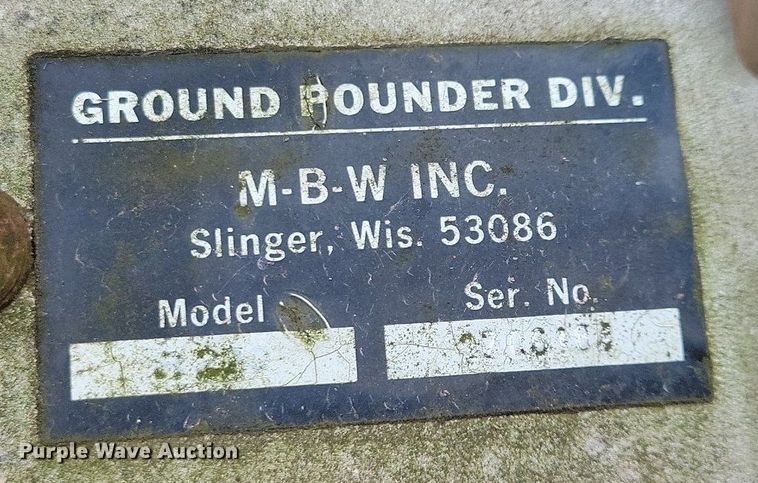 GROUND POUNDER DIV.
M-B-W INC.
Slinger, Wis. 53086
Model
Ser. No.
Purple Wave Auction